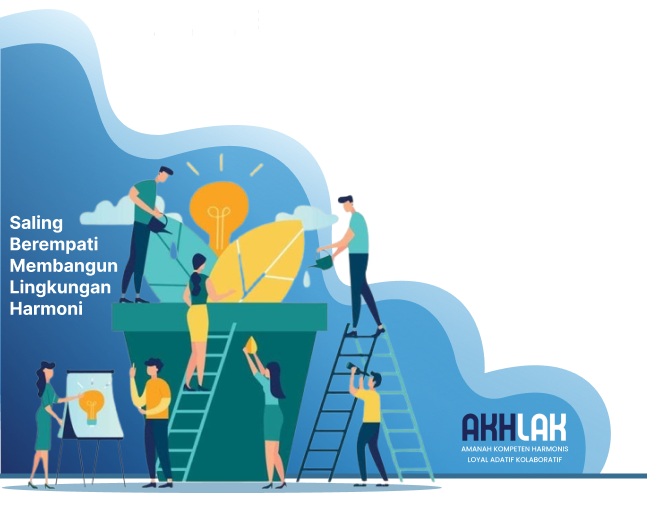 Saling
Berempati
Membangun
Lingkungan
Harmoni
AKHLAK
AMANAH KOMPETEN HARMONIS
LOYAL ADATIF KOLABORATIF